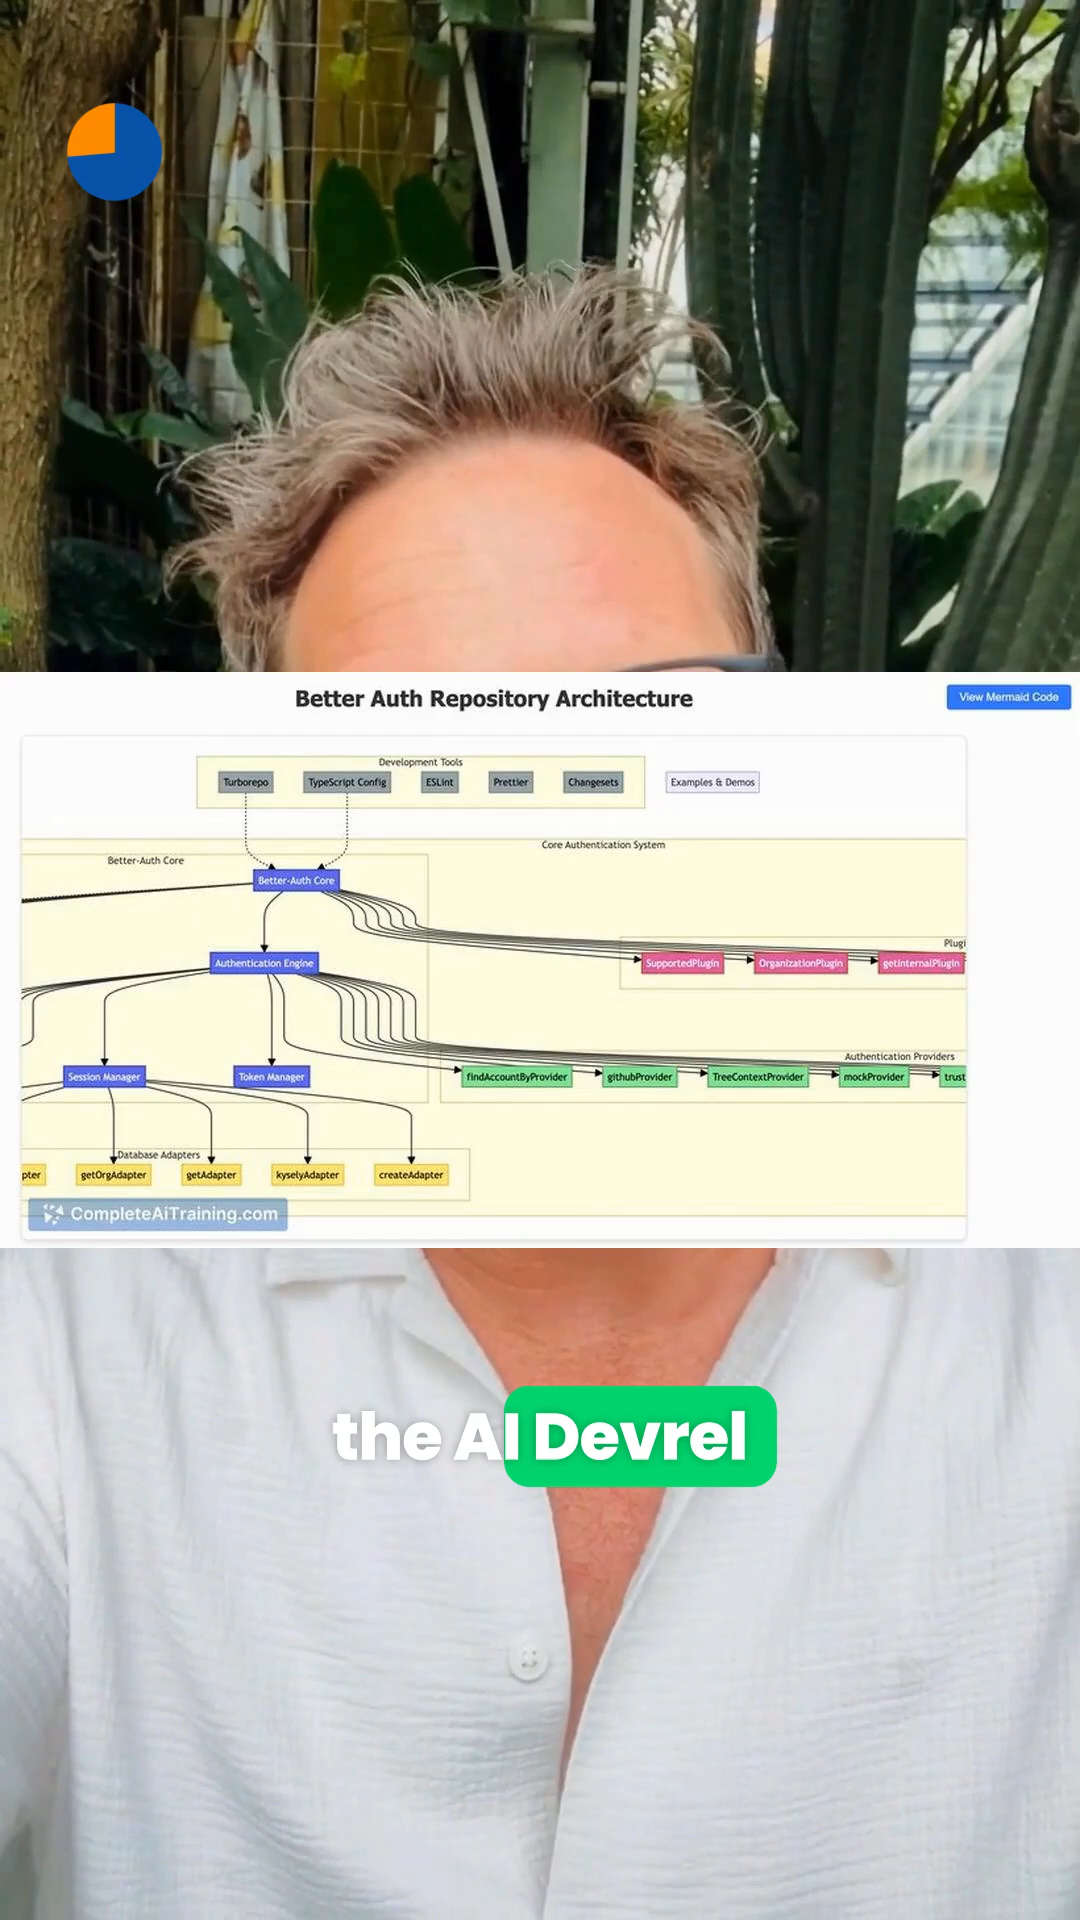 Better Auth Repository Architecture
View Mermaid Code
Development Tools
Turborepo
TypeScript Config
ESLint
Prettier
Changesets
Examples & Demos
Core Authentication System
Better-Auth Core
Better-Auth Core
Plugi
Authentication Engine
SupportedPlugin
OrganizationPlugin
getInternalPlugin
Authentication Providers
Session Manager
Token Manager
findAccountByProvider
githubProvider
TreeContextProvider
mockProvider
trust
Database Adapters
pter
getOrgAdapter
getAdapter
kyselyAdapter
createAdapter
CompleteAiTraining.com
the AI Devrel